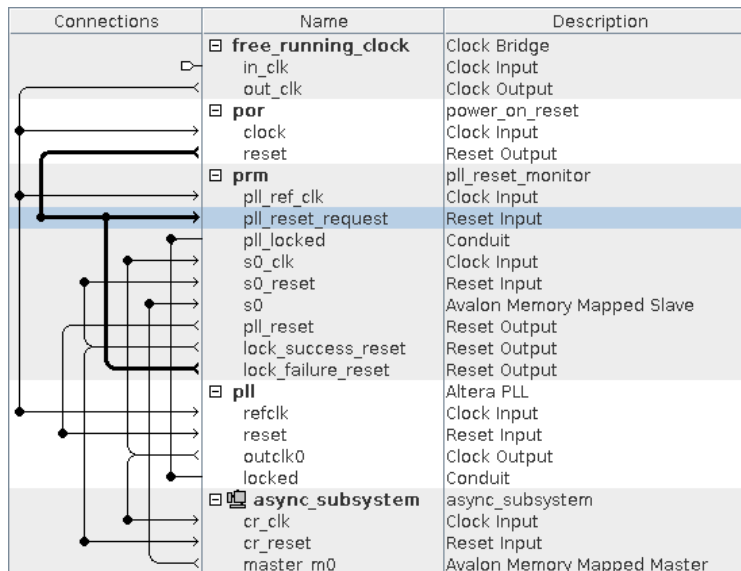 Connections Name Description
free_running_clock Clock Bridge
in_clk Clock Input
out_clk Clock Output
por power_on_reset
clock Clock Input
reset Reset Output
prm pll_reset_monitor
pll_ref_clk Clock Input
pll_reset_request Reset Input
pll_locked Conduit
s0_clk Clock Input
s0_reset Reset Input
s0 Avalon Memory Mapped Slave
pll_reset Reset Output
lock_success_reset Reset Output
lock_failure_reset Reset Output
pll Altera PLL
refclk Clock Input
reset Reset Input
outclk0 Clock Output
locked Conduit
async_subsystem async_subsystem
cr_clk Clock Input
cr_reset Reset Input
master_m0 Avalon Memory Mapped Master